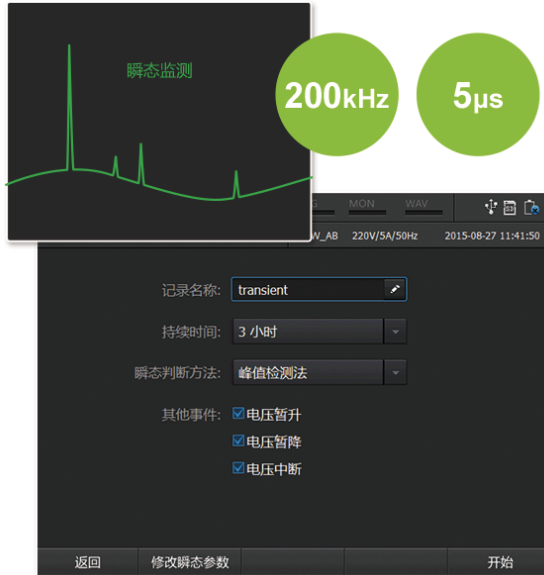 瞬态监测
200kHz
5μs
MON
WAV
220V/5A/50Hz
2015-08-27 11:41:50
记录名称:
transient
持续时间:
3 小时
瞬态判断方法:
峰值检测法
其他事件:
电压暂升
电压暂降
电压中断
返回
修改瞬态参数
开始